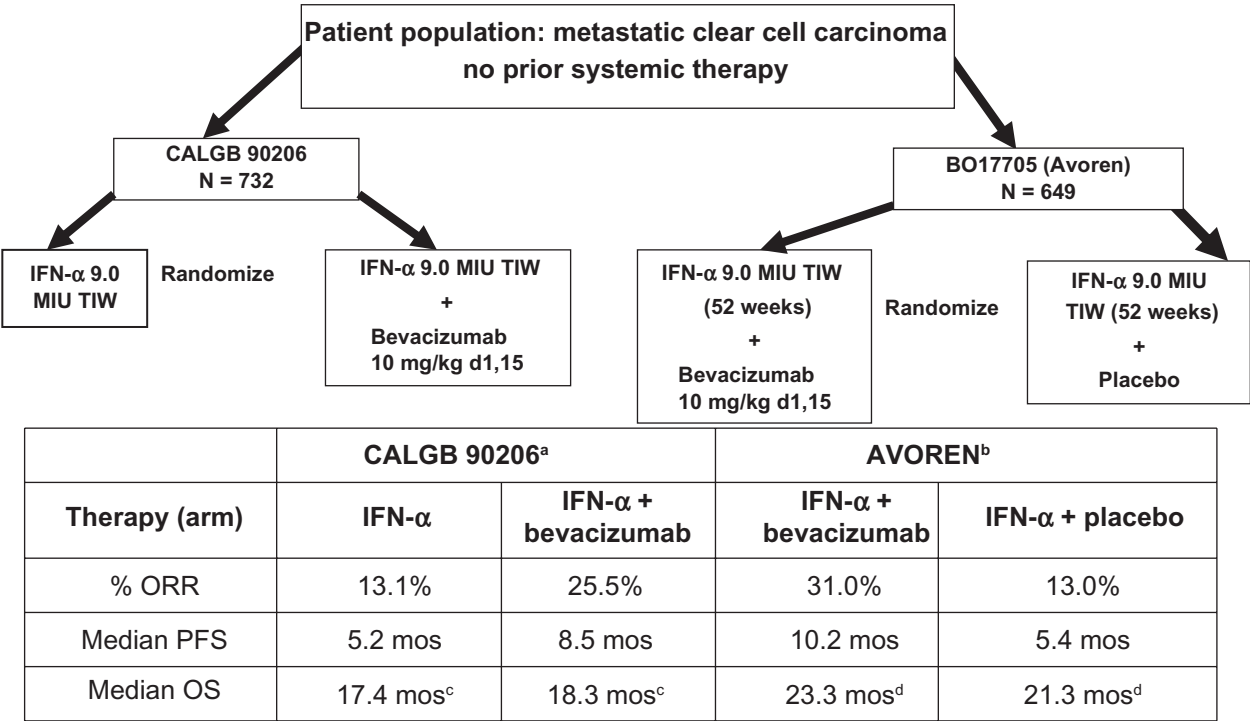 Patient population: metastatic clear cell carcinoma
no prior systemic therapy
CALGB 90206
N = 732
BO17705 (Avoren)
N = 649
IFN-α 9.0
MIU TIW
Randomize
IFN-α 9.0 MIU TIW
+
Bevacizumab
10 mg/kg d1,15
IFN-α 9.0 MIU TIW
(52 weeks)
+
Bevacizumab
10 mg/kg d1,15
Randomize
IFN-α 9.0 MIU
TIW (52 weeks)
+
Placebo
CALGB 90206ᵃ AVORENᵇ
Therapy (arm) IFN-α IFN-α + bevacizumab IFN-α + bevacizumab IFN-α + placebo
% ORR 13.1% 25.5% 31.0% 13.0%
Median PFS 5.2 mos 8.5 mos 10.2 mos 5.4 mos
Median OS 17.4 mosᶜ 18.3 mosᶜ 23.3 mosᵈ 21.3 mosᵈ